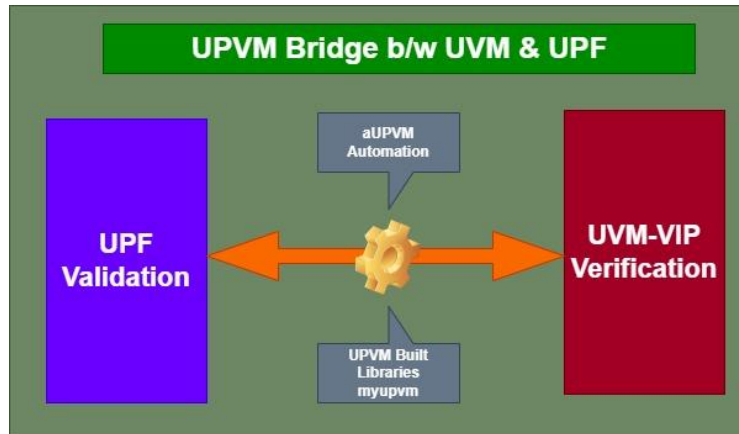 UPVM Bridge b/w UVM & UPF
aUPVM
Automation
UPF
Validation
UVM-VIP
Verification
UPVM Built
Libraries
myupvm